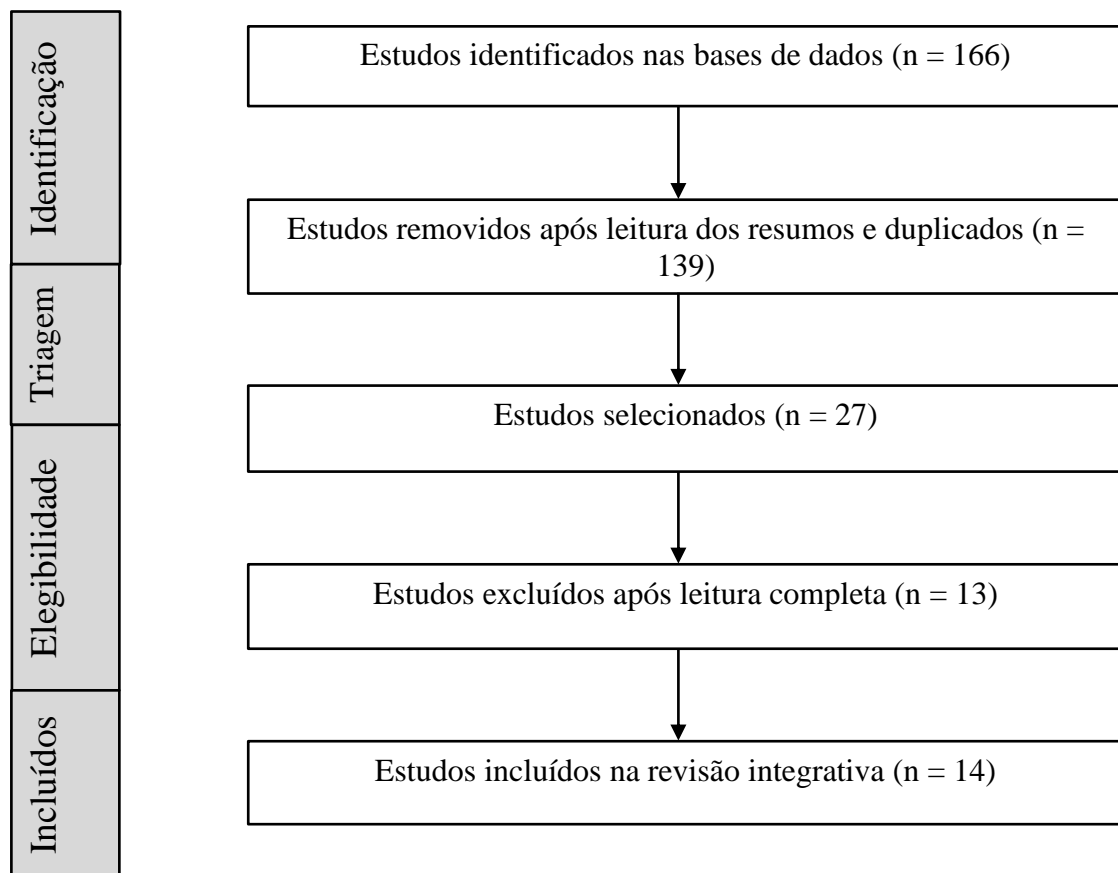 Identificação
Estudos identificados nas bases de dados (n = 166)
Estudos removidos após leitura dos resumos e duplicados (n =
139)
Triagem
Estudos selecionados (n = 27)
Elegibilidade
Estudos excluídos após leitura completa (n = 13)
Incluídos
Estudos incluídos na revisão integrativa (n = 14)